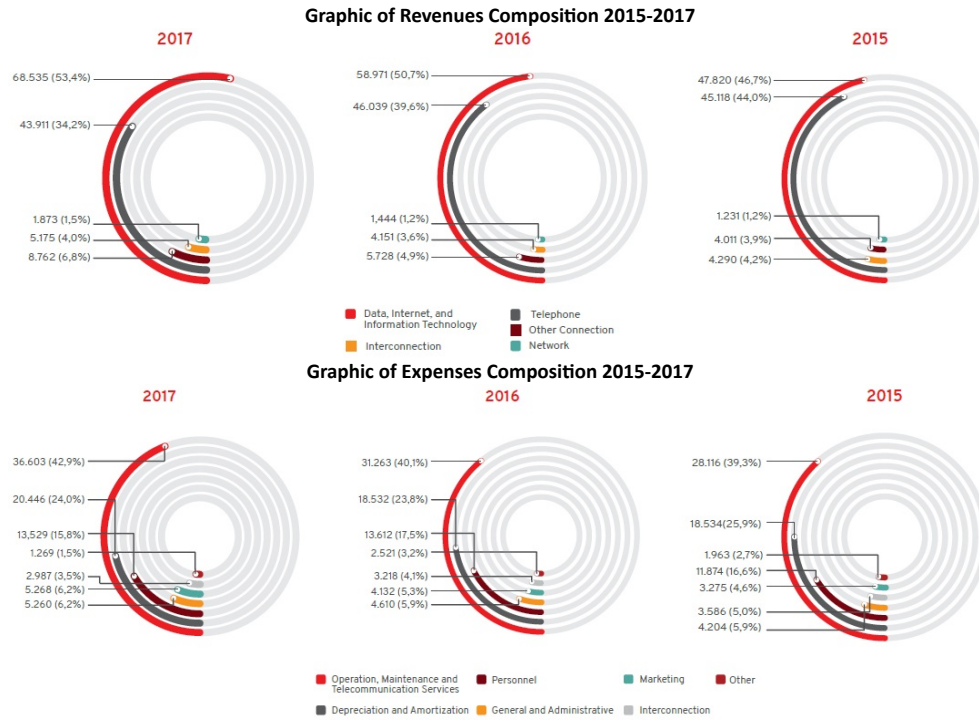 Graphic of Revenues Composition 2015-2017
2017
68.535 (53,4%)
43.911 (34,2%)
1.873 (1,5%)
5.175 (4,0%)
8.762 (6,8%)
2016
58.971 (50,7%)
46.039 (39,6%)
1,444 (1,2%)
4.151 (3,6%)
5.728 (4,9%)
2015
47.820 (46,7%)
45.118 (44,0%)
1.231 (1,2%)
4.011 (3,9%)
4.290 (4,2%)
Data, Internet, and
Information Technology
Interconnection
Telephone
Other Connection
Network
Graphic of Expenses Composition 2015-2017
2017
36.603 (42,9%)
20.446 (24,0%)
13,529 (15,8%)
1.269 (1,5%)
2.987 (3,5%)
5.268 (6,2%)
5.260 (6,2%)
2016
31.263 (40,1%)
18.532 (23,8%)
13.612 (17,5%)
2.521 (3,2%)
3.218 (4,1%)
4.132 (5,3%)
4.610 (5,9%)
2015
28.116 (39,3%)
18.534(25,9%)
1.963 (2,7%)
11.874 (16,6%)
3.275 (4,6%)
3.586 (5,0%)
4.204 (5,9%)
Operation, Maintenance and
Telecommunication Services
Personnel
Marketing
Other
Depreciation and Amortization
General and Administrative
Interconnection